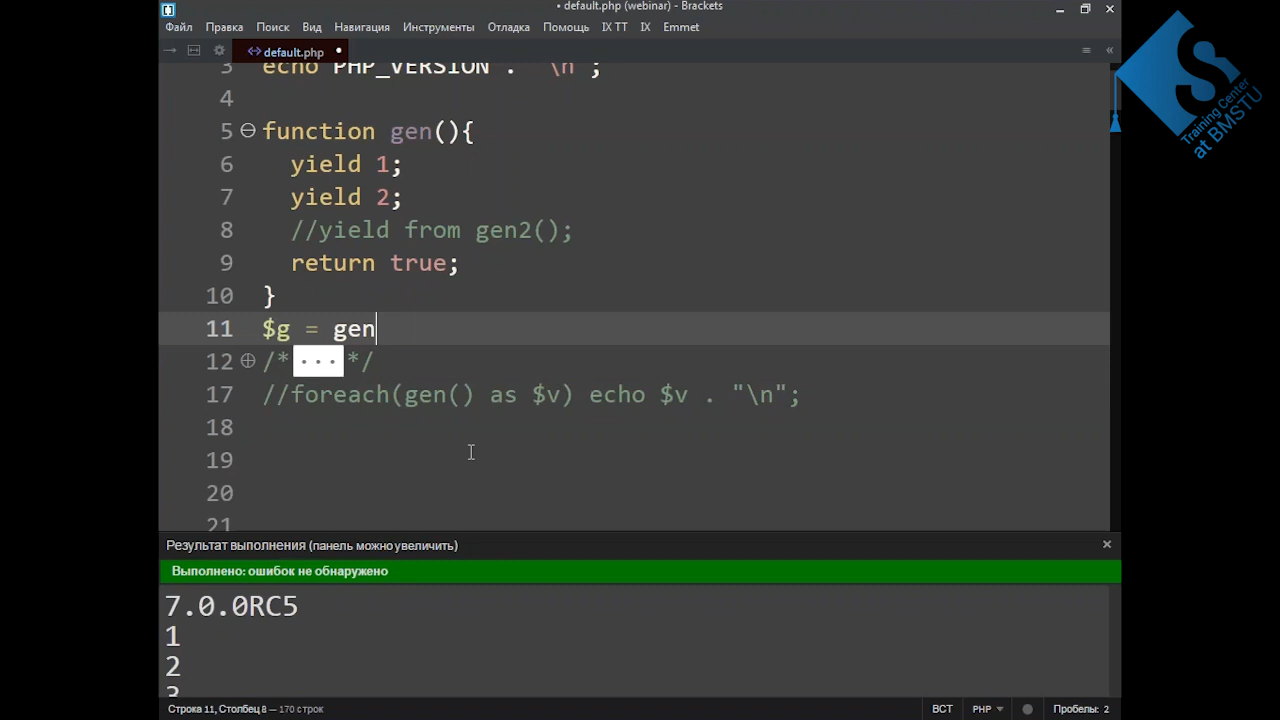 • default.php (webinar) - Brackets
Файл Правка Поиск Вид Навигация Инструменты Отладка Помощь IX TT IX Emmet
default.php •
3 echo PHP_VERSION . "\n";
4
5 function gen(){
6 yield 1;
7 yield 2;
8 //yield from gen2();
9 return true;
10 }
11 $g = gen
12 /*...*/
17 //foreach(gen() as $v) echo $v . "\n";
18
19
20
21
Training Center
at BMSTU
Результат выполнения (панель можно увеличить)
Выполнено: ошибок не обнаружено
7.0.0RC5
1
2
3
Строка 11, Столбец 8 — 170 строк ВСТ PHP Пробелы: 2